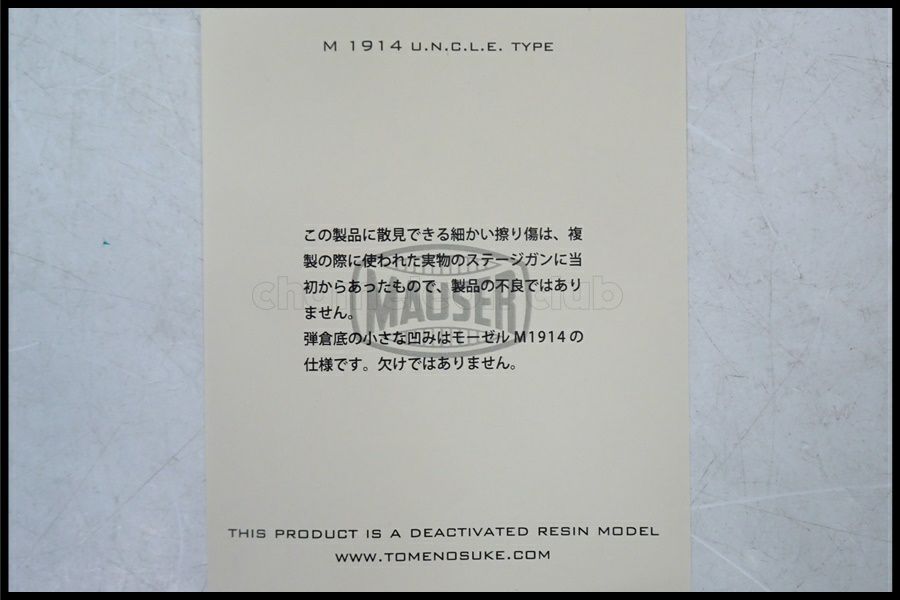 M 1914 U.N.C.L.E. TYPE
この製品に散見できる細かい擦り傷は、複
製の際に使われた実物のステージガンに当
初からあったもので、製品の不良ではあり
ません。
弾倉底の小さな凹みはモーゼル M1914 の
仕様です。欠けではありません。
MAUSER
THIS PRODUCT IS A DEACTIVATED RESIN MODEL
WWW.TOMENOSUKE.COM